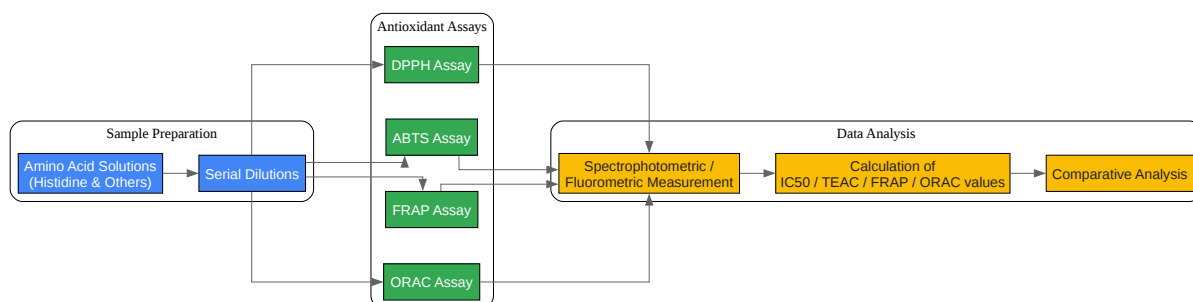 Antioxidant Assays
DPPH Assay
Sample Preparation
Amino Acid Solutions
(Histidine & Others)
Serial Dilutions
ABTS Assay
FRAP Assay
ORAC Assay
Data Analysis
Spectrophotometric /
Fluorometric Measurement
Calculation of
IC50 / TEAC / FRAP / ORAC values
Comparative Analysis